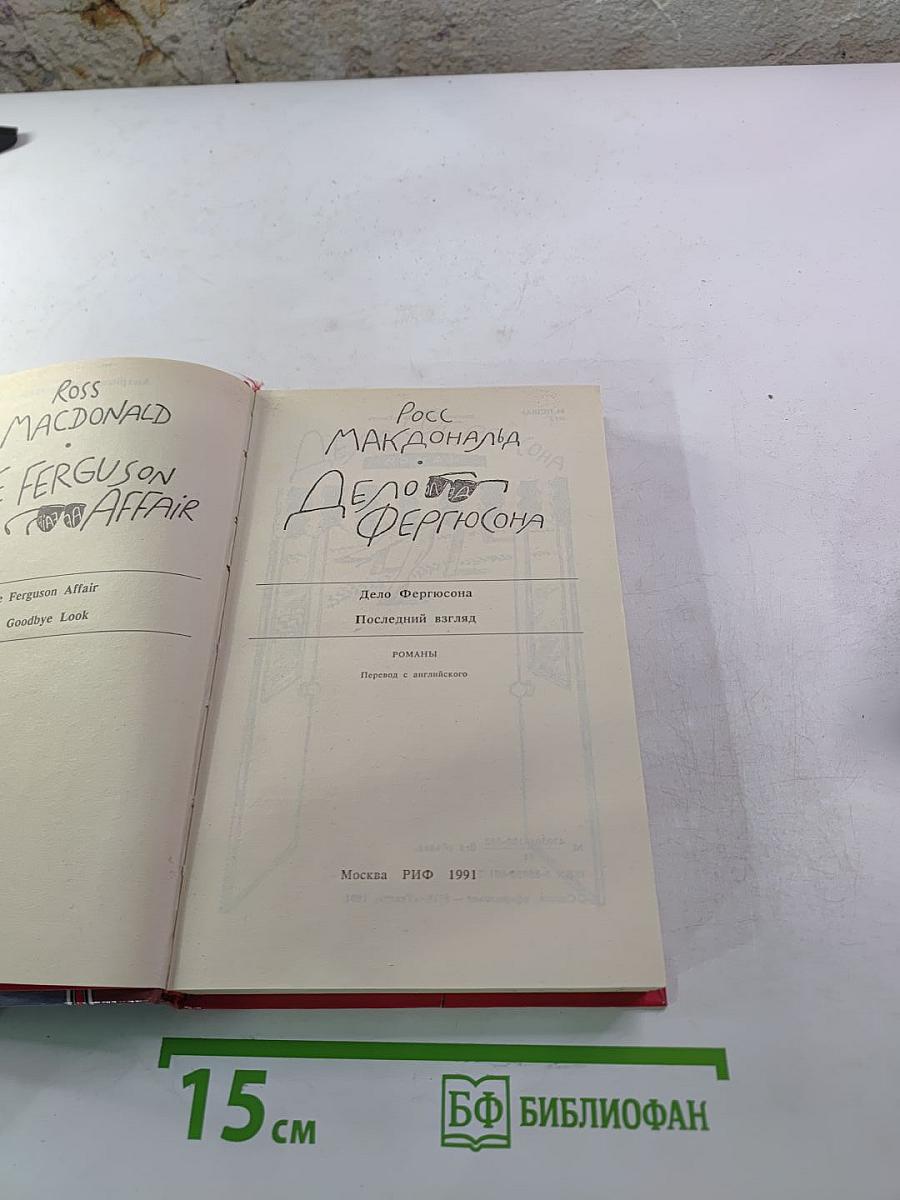 ROSS
MACDONALD
FERGUSON
AFFAIR
Ferguson Affair
Goodbye Look
РОСС
МАКДОНАЛЬД
ДЕЛО
ФЕРГЮСОНА
Дело Фергюсона
Последний взгляд
РОМАНЫ
Перевод с английского
Москва РИФ 1991
15 см
БФ БИБЛИОФАН